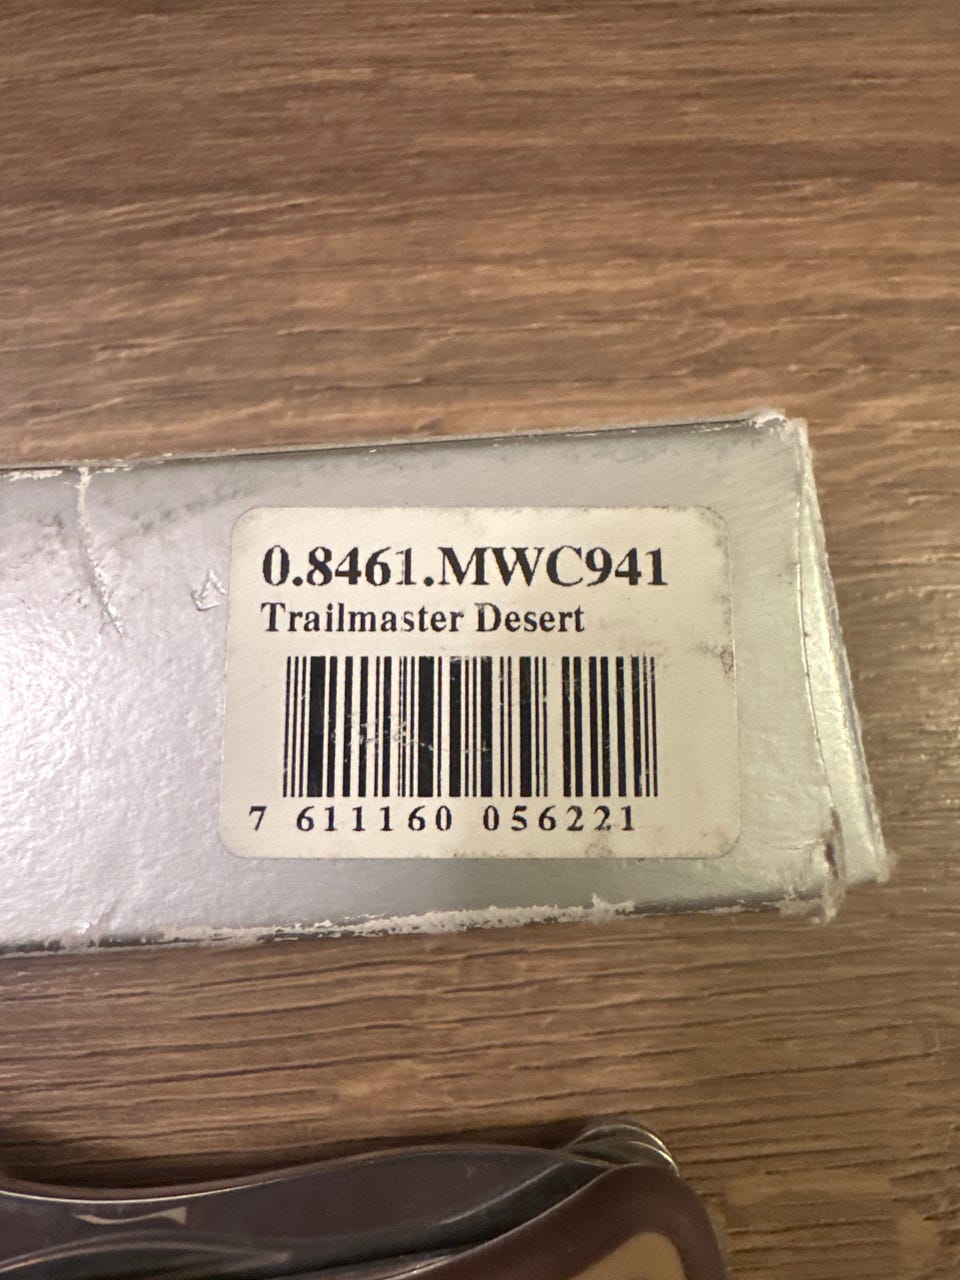 0.8461.MWC941
Trailmaster Desert
7 611160 056221